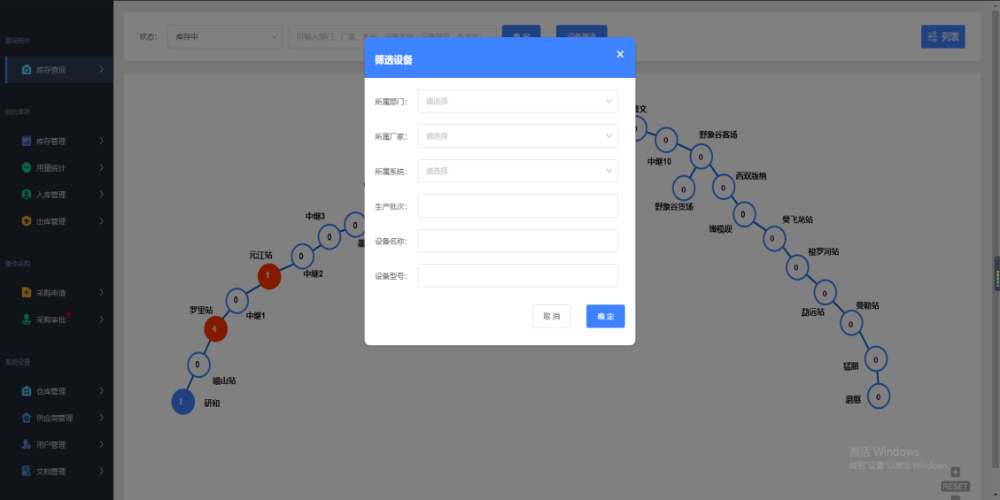 查询统计
库存查询
我的库存
库存管理
用量统计
入库管理
出库管理
备件采购
采购申请
采购审批
系统设置
仓库管理
供应商管理
用户管理
文档管理
状态：
库存中
可输入部门、厂家、系统、设备名称、设备型号、生产批
查 询
设备筛选
列表
筛选设备
×
所属部门：
请选择
所属厂家：
请选择
所属系统：
请选择
生产批次：
设备名称：
设备型号：
取 消
确 定
中继3
0
0
元江站
0
中继2
1
0
中继1
罗里站
4
0
峨山站
1
研和
0
中继10
野象谷客场
0
0
野象谷货场
0
西双版纳
0
橄榄坝
曼飞龙站
0
梭罗河站
0
0
勐远站
曼勒站
0
猛腊
0
磨憨
0
激活 Windows
转到"设置"以激活 Windows。
RESET